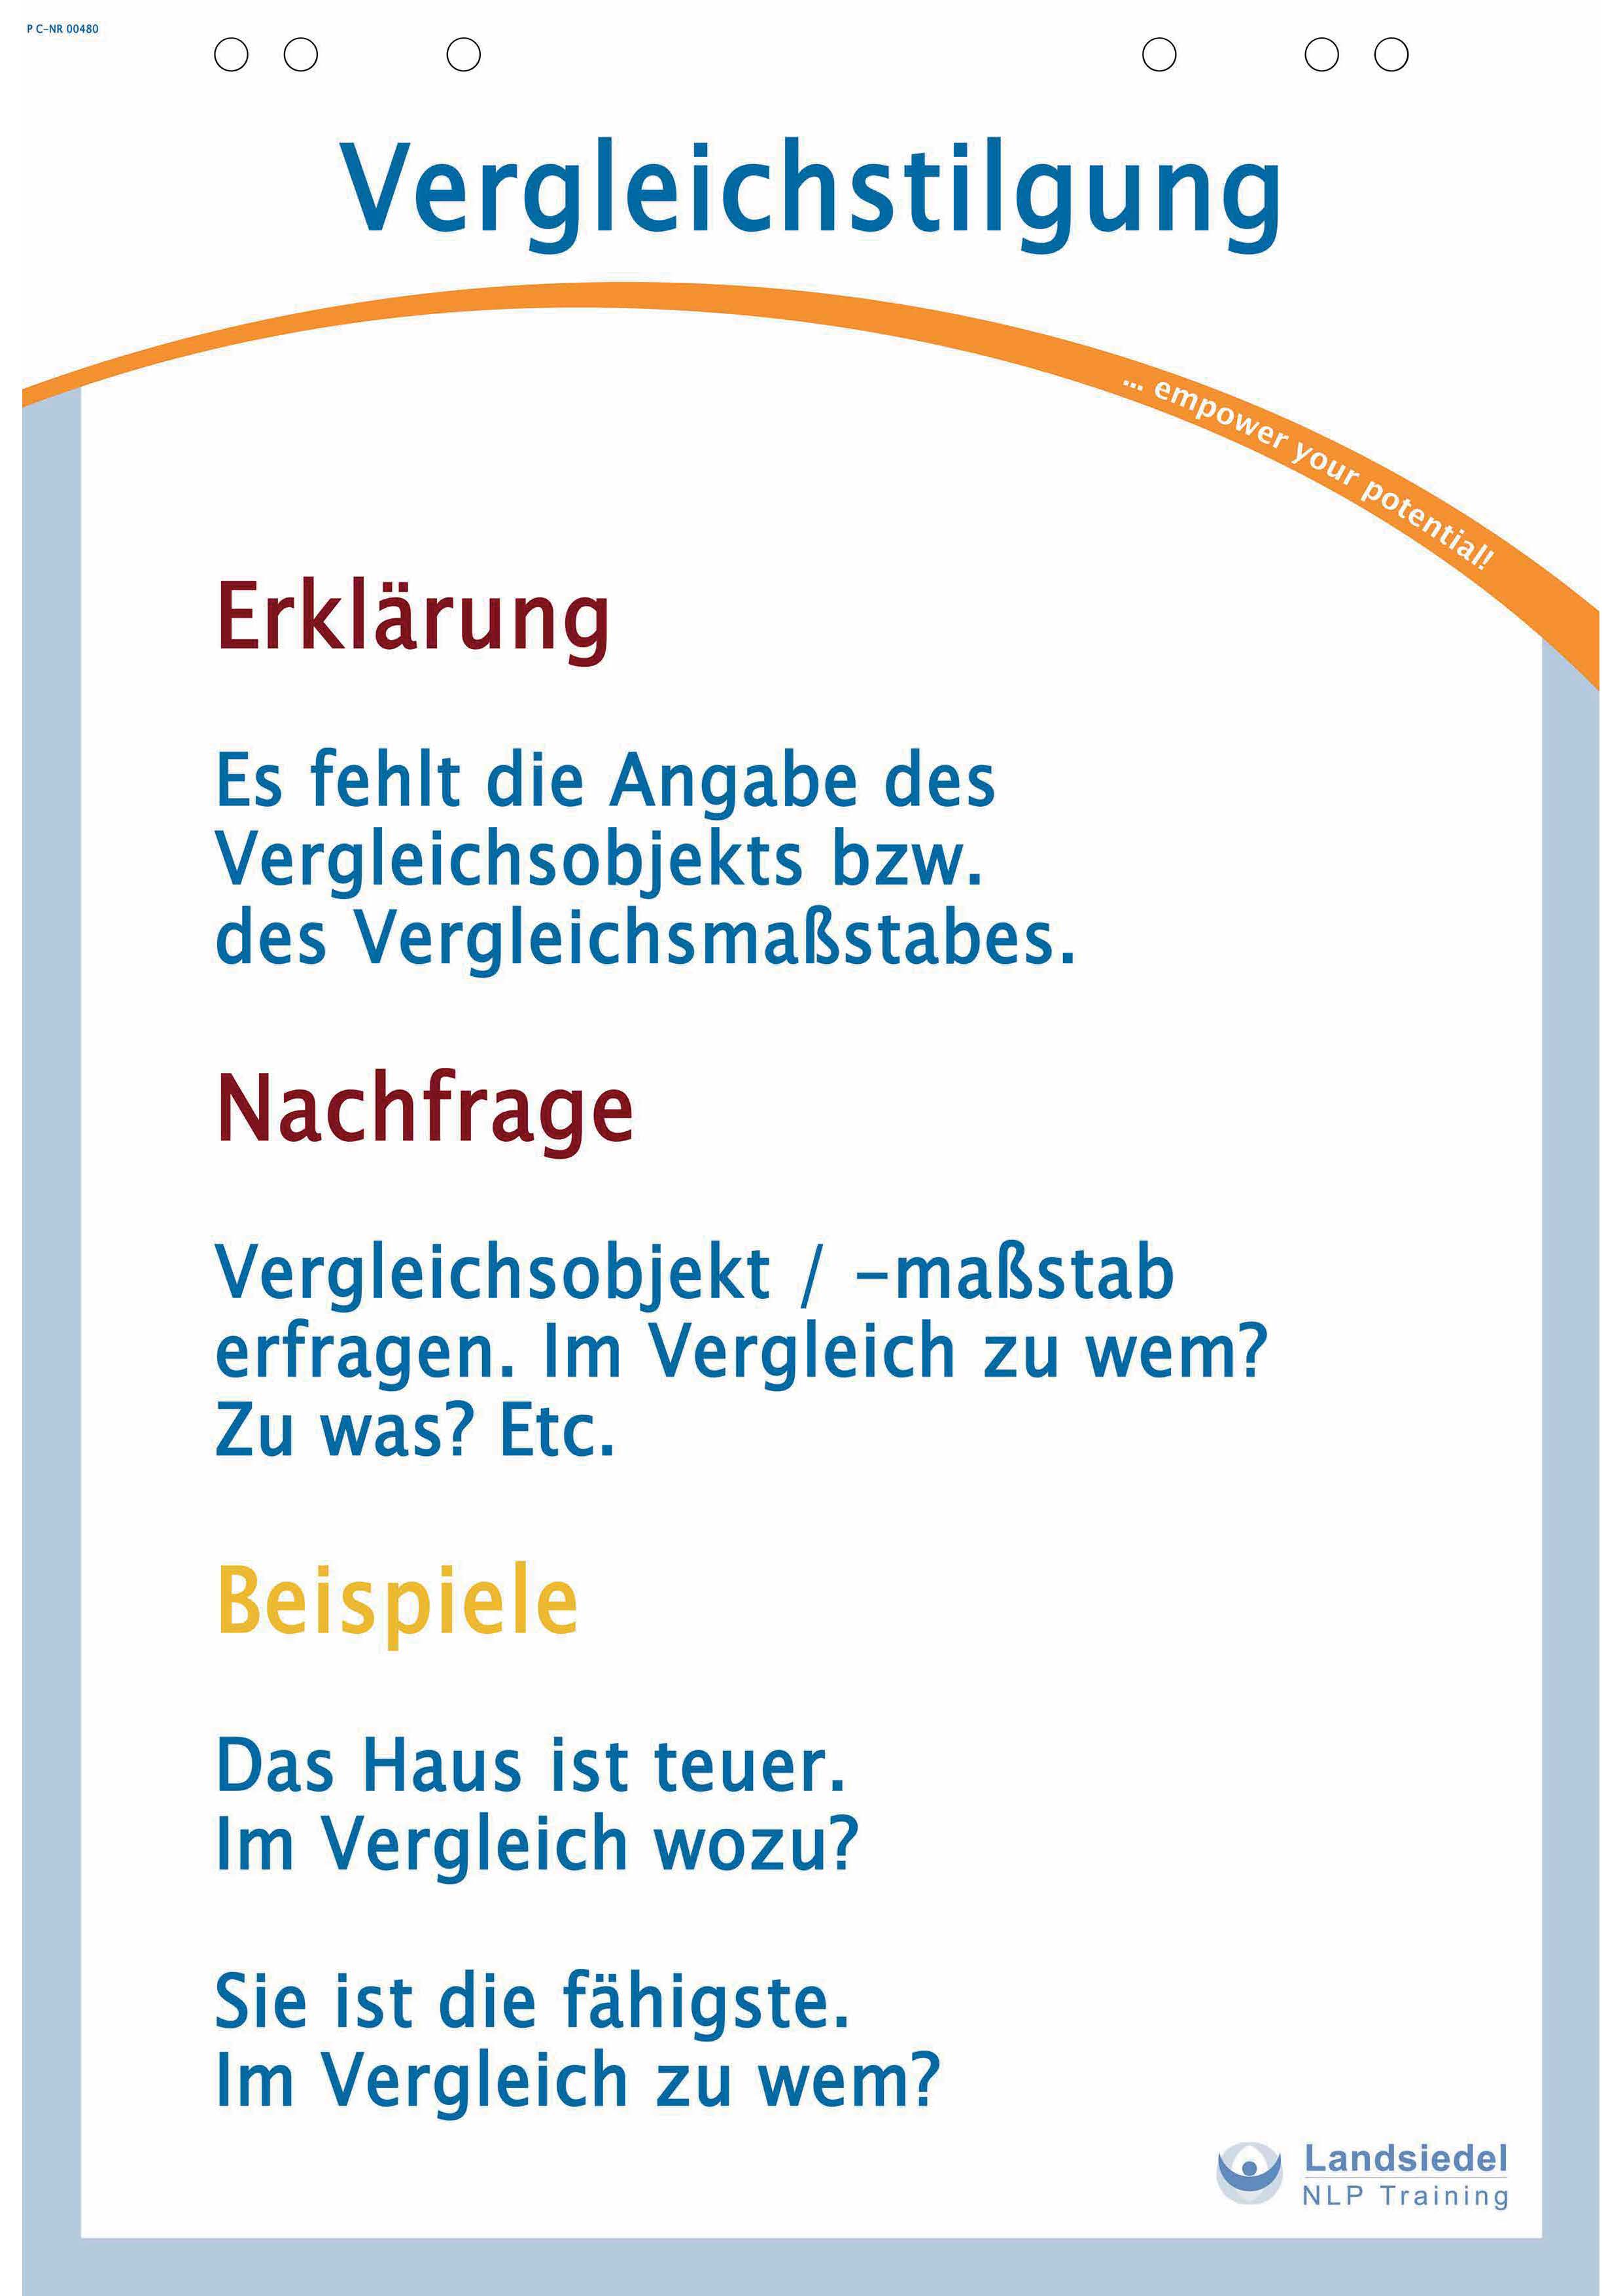 P C-NR 00480
Vergleichstilgung
... empower your potential!
Erklärung
Es fehlt die Angabe des
Vergleichsobjekts bzw.
des Vergleichsmaßstabes.
Nachfrage
Vergleichsobjekt / -maßstab
erfragen. Im Vergleich zu wem?
Zu was? Etc.
Beispiele
Das Haus ist teuer.
Im Vergleich wozu?
Sie ist die fähigste.
Im Vergleich zu wem?
Landsiedel
NLP Training